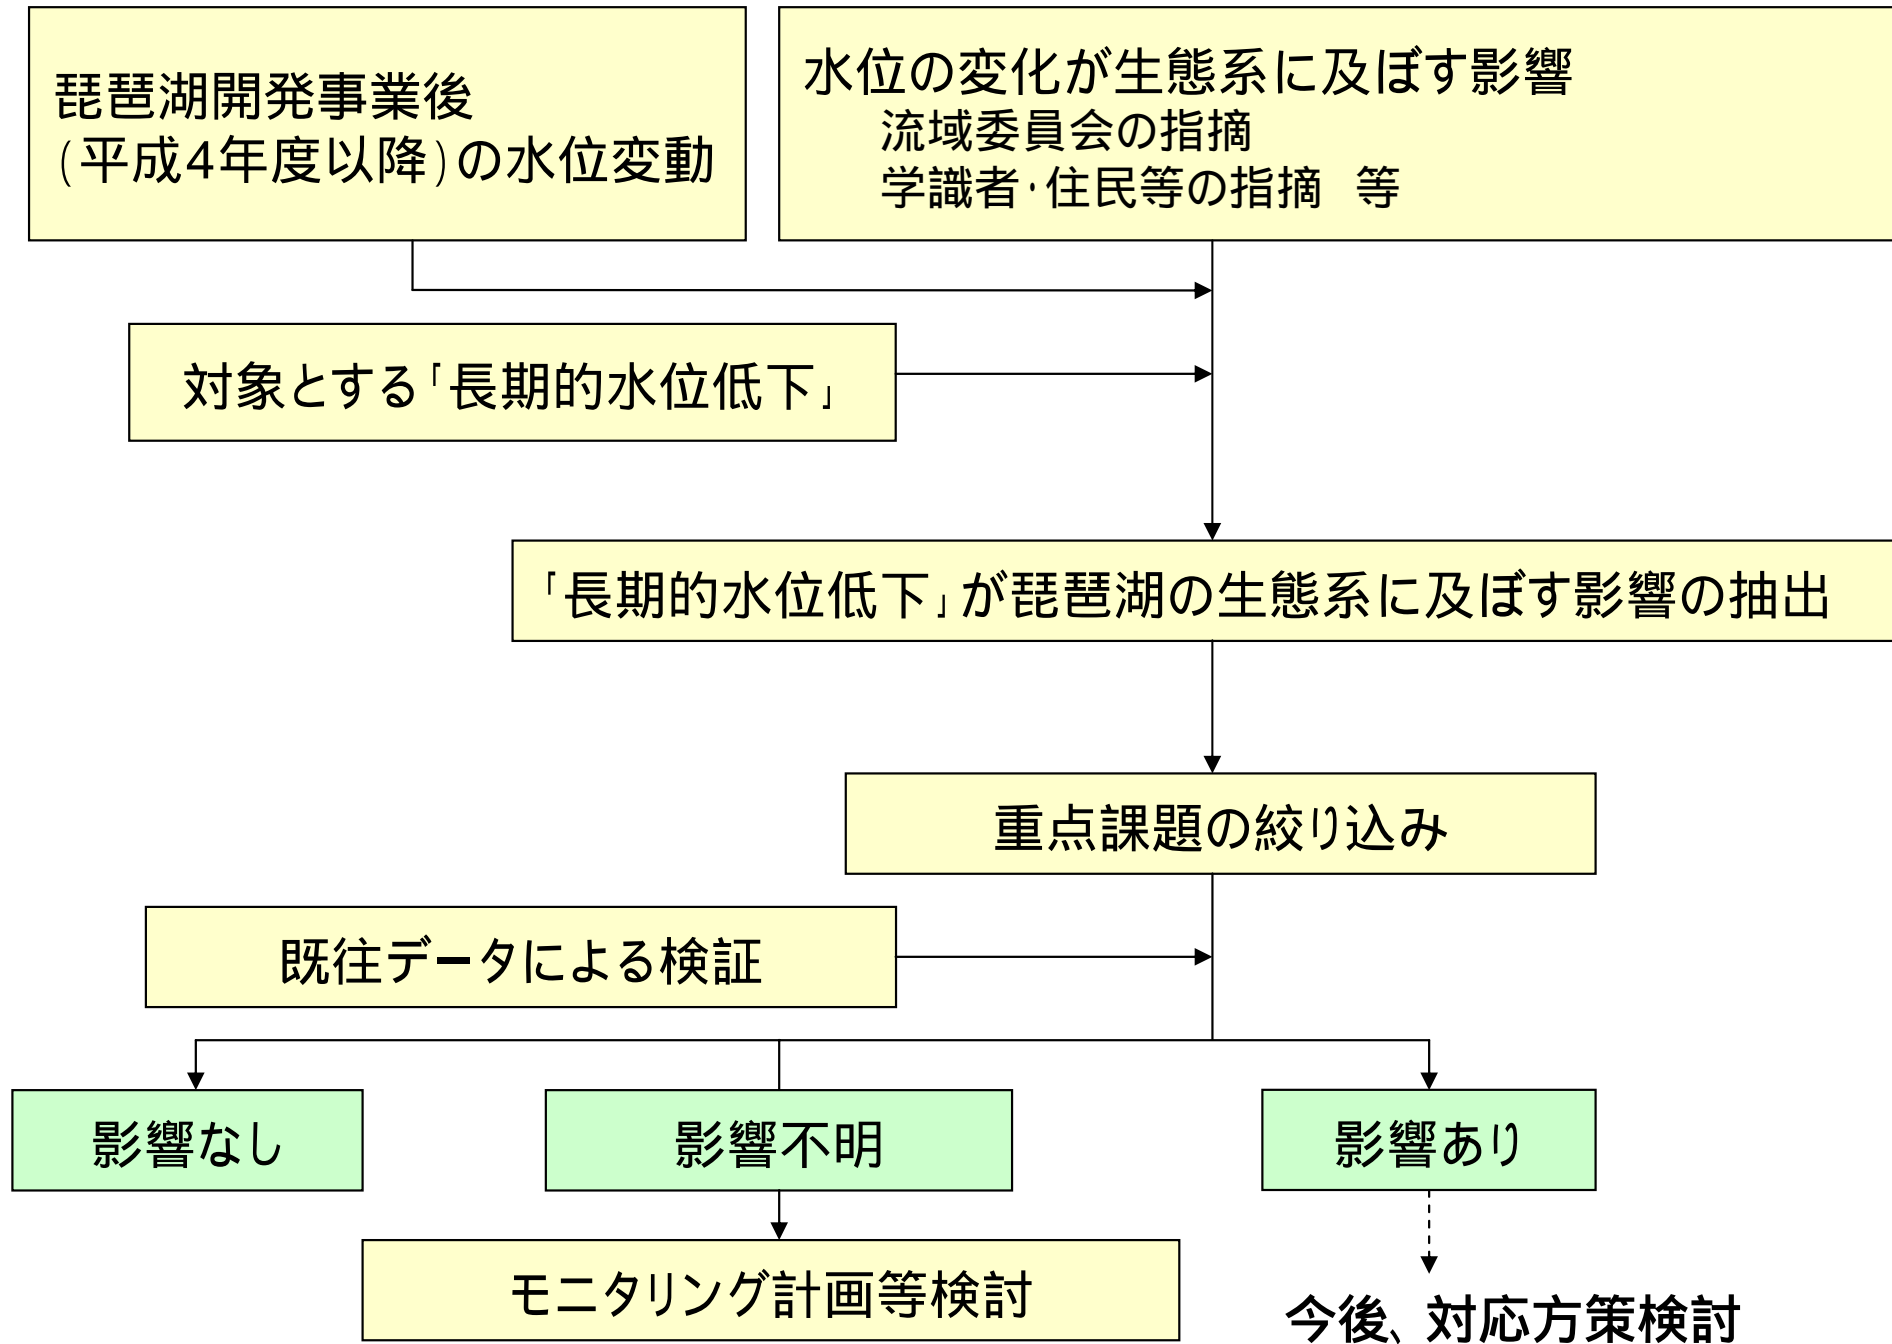 琵琶湖開発事業後
(平成4年度以降)の水位変動
水位の変化が生態系に及ぼす影響
流域委員会の指摘
学識者･住民等の指摘　等
対象とする｢長期的水位低下｣
｢長期的水位低下｣が琵琶湖の生態系に及ぼす影響の抽出
重点課題の絞り込み
既往データによる検証
影響なし
影響不明
影響あり
モニタリング計画等検討
今後、対応方策検討